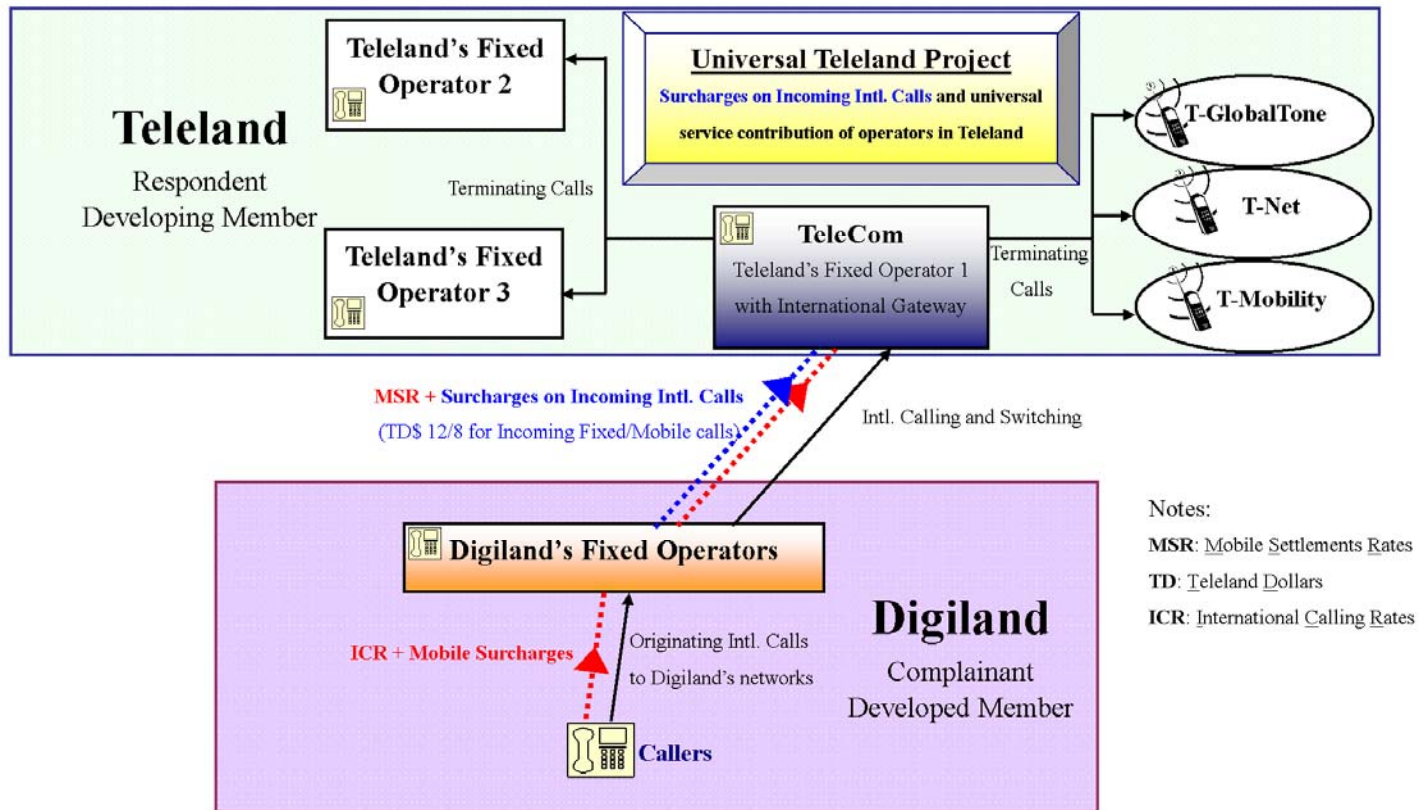 Teleland's Fixed
Operator 2
Universal Teleland Project
Surcharges on Incoming Intl. Calls and universal
service contribution of operators in Teleland
T-GlobalTone
Teleland
Respondent
Developing Member
Terminating Calls
T-Net
Teleland's Fixed
Operator 3
TeleCom
Teleland's Fixed Operator 1
with International Gateway
Terminating
Calls
T-Mobility
MSR + Surcharges on Incoming Intl. Calls
(TD$ 12/8 for Incoming Fixed/Mobile calls)
Intl. Calling and Switching
Digiland's Fixed Operators
Notes:
MSR: Mobile Settlements Rates
TD: Teleland Dollars
ICR: International Calling Rates
Digiland
Complainant
Developed Member
ICR + Mobile Surcharges
Originating Intl. Calls
to Digiland's networks
Callers